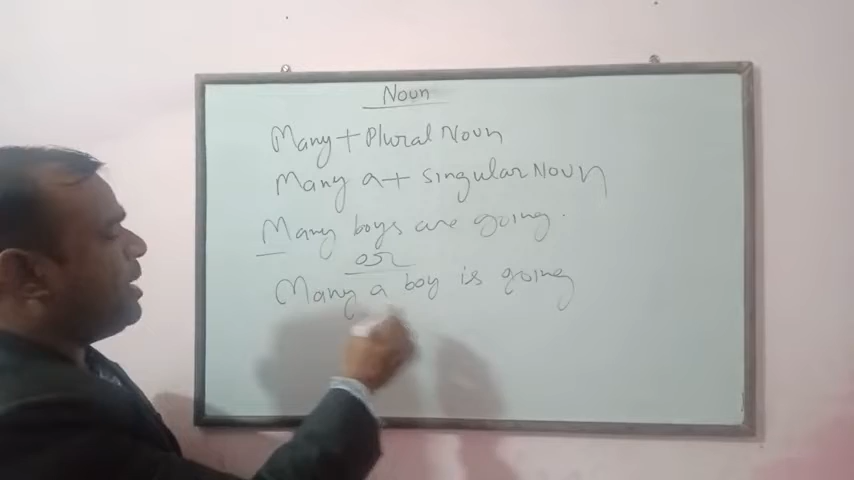 Noun
Many + Plural Noun
Many a + singular Noun
Many boys are going.
or
Many a boy is going